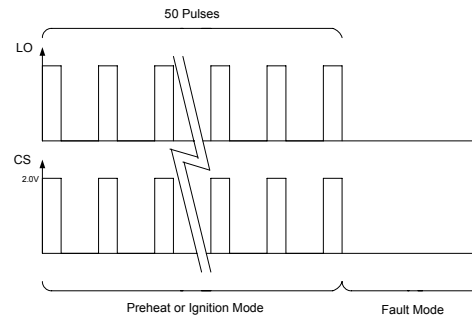 50 Pulses
LO
CS
2.0V
Preheat or Ignition Mode
Fault Mode